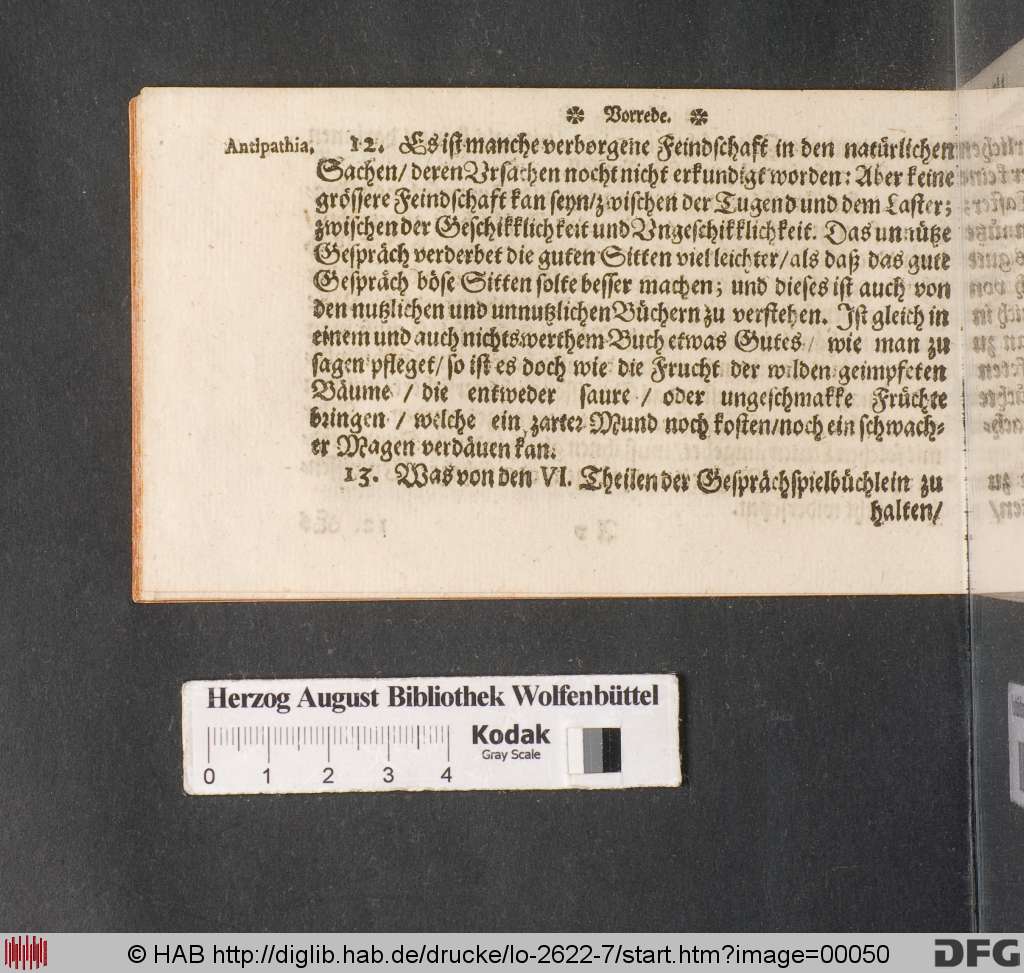 Vorrede.
Antipathia. 12. Es ist manche verborgene Feindschaft in den natürlichen
Sachen/ deren Vrsachen nocht nicht erkundigt worden: Aber keine
grössere Feindschaft kan seyn/zwischen der Tugend und dem Laster;
zwischen der Geschikklichkeit und Vngeschikklichkeit. Das unnütze
Gespräch verderbet die guten Sitten viel leichter/als daß das gute
Gespräch böse Sitten solte besser machen; und dieses ist auch von
den nutzlichen und unnutzlichen Büchern zu verstehen. Ist gleich in
einem und auch nichtswerthem Buch etwas Gutes/ wie man zu
sagen pfleget/ so ist es doch wie die Frucht der wilden geimpfeten
Bäume / die entweder saure / oder ungeschmakke Früchte
bringen / welche ein zarter Mund noch kosten/noch ein schwach-
er Magen verdäuen kan.
13. Was von den VI. Theilen der Gesprächspielbüchlein zu
halten/
Herzog August Bibliothek Wolfenbüttel
Kodak
Gray Scale
0 1 2 3 4
© HAB http://diglib.hab.de/drucke/lo-2622-7/start.htm?image=00050
DFG